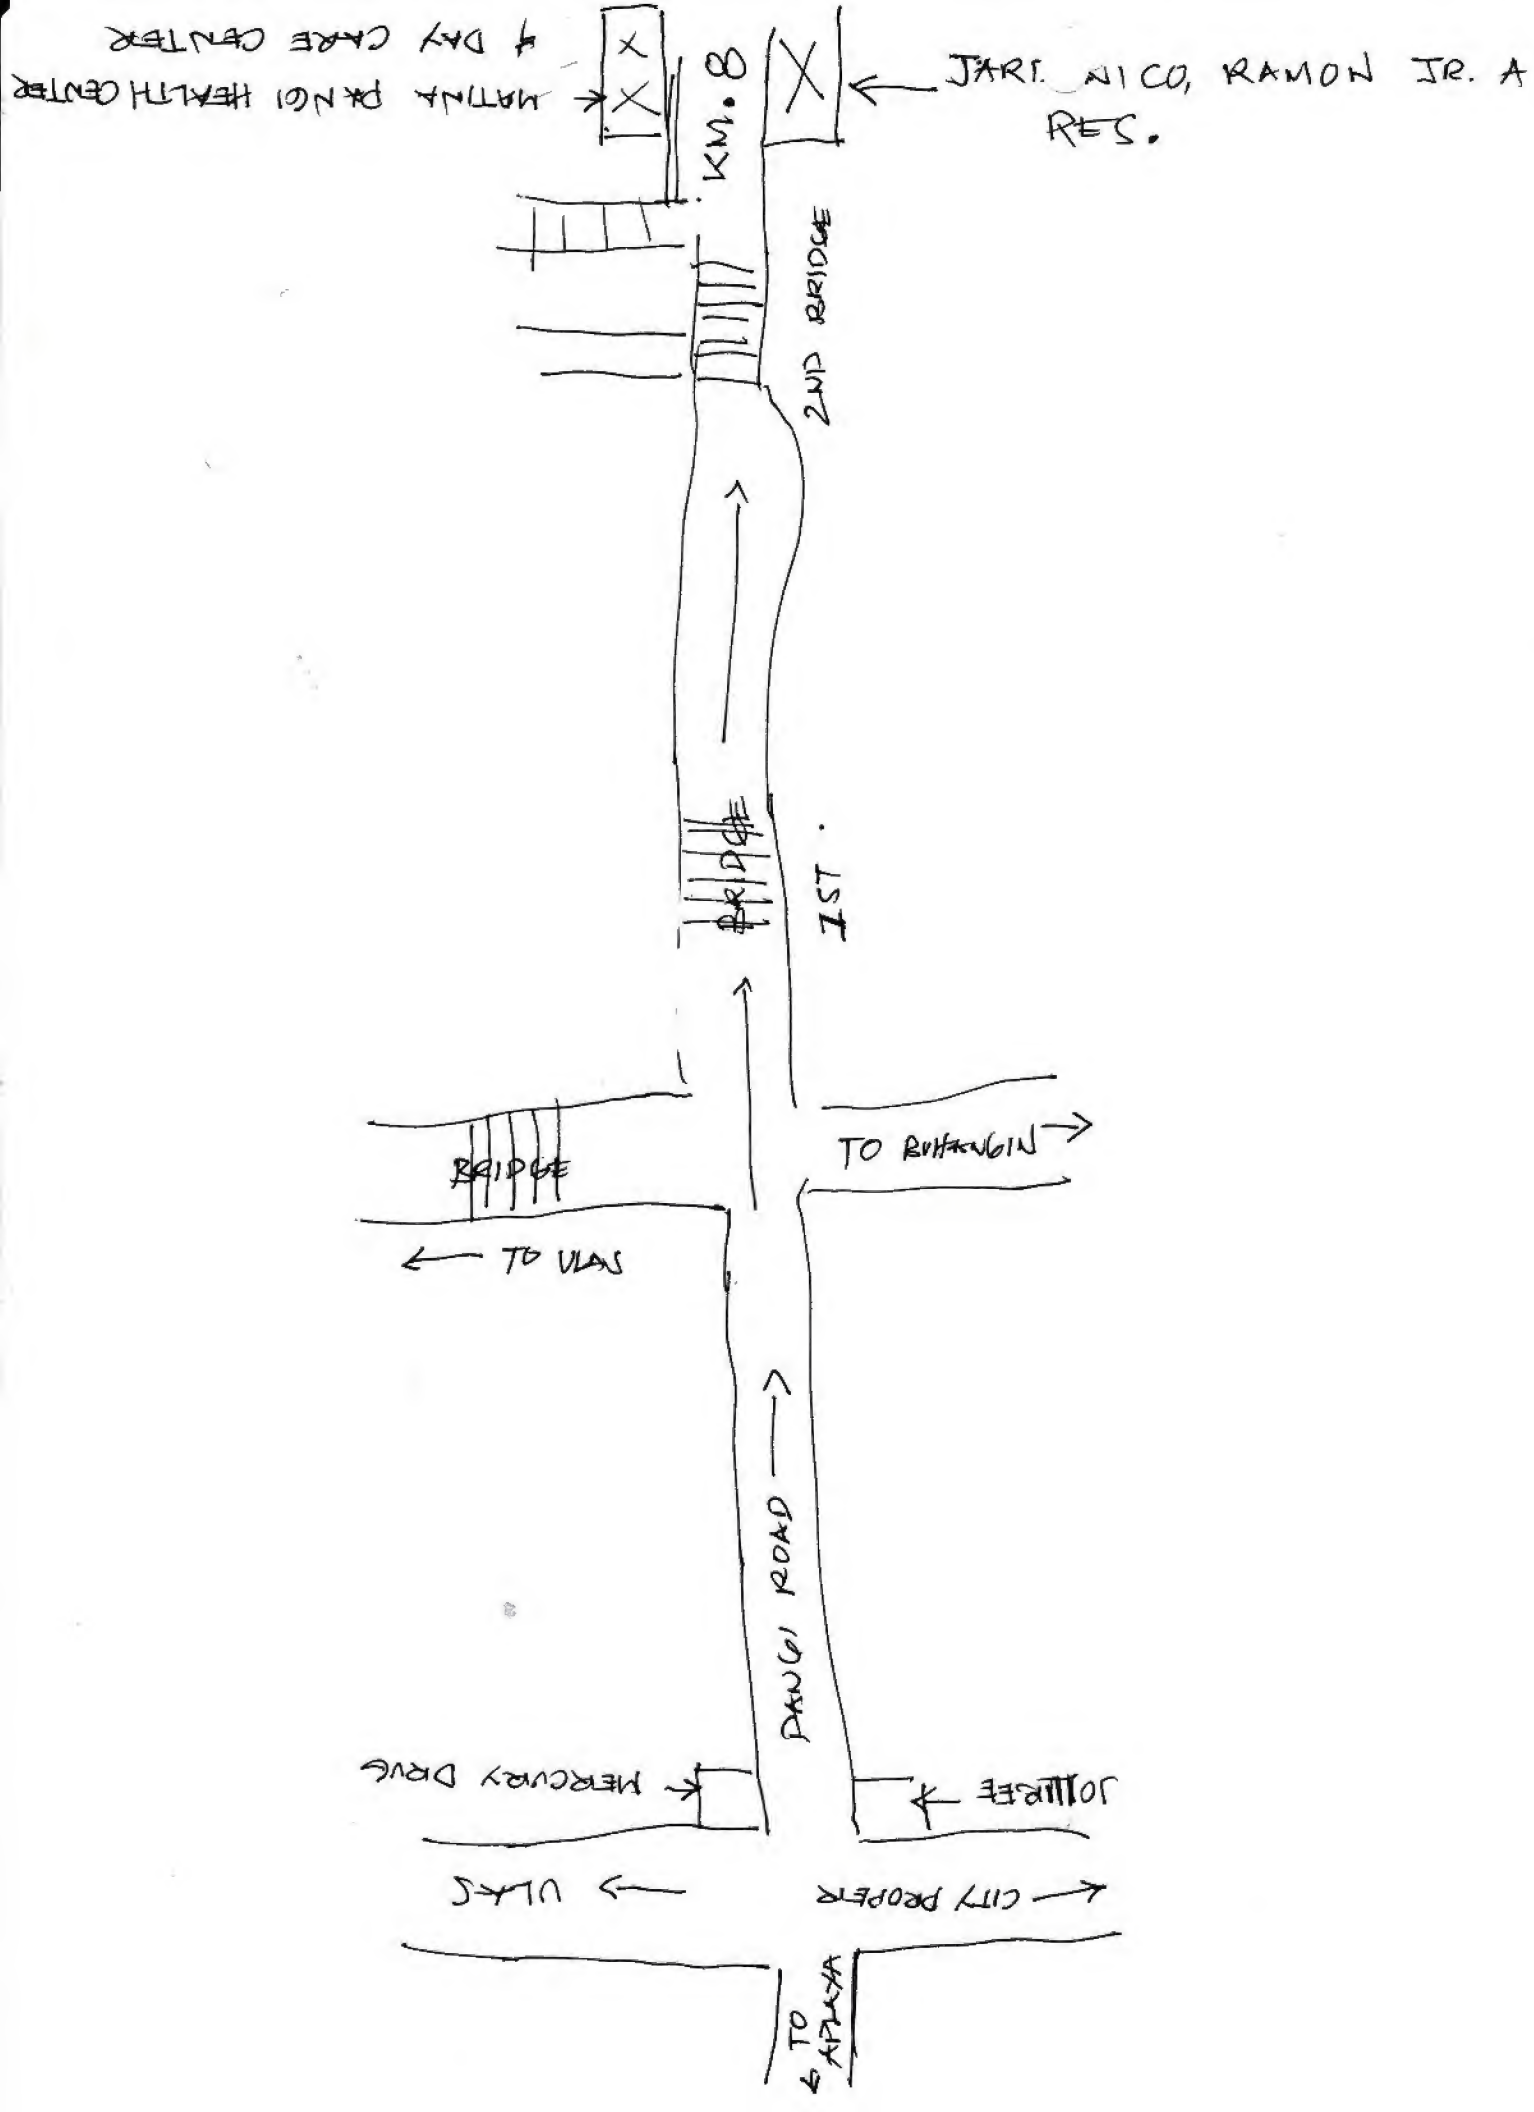 MATINA PANGI HEALTH CENTER
& DAY CARE CENTER
KM. 8
JARI. NICO, RAMON JR. A
RES.
2ND BRIDGE
BRIDGE
1ST.
BRIDGE
TO BUHANGIN
TO ULAS
PANGI ROAD
MERCURY DRUG
JOLLIBEE
ULAS
CITY PROPER
TO
APLAYA